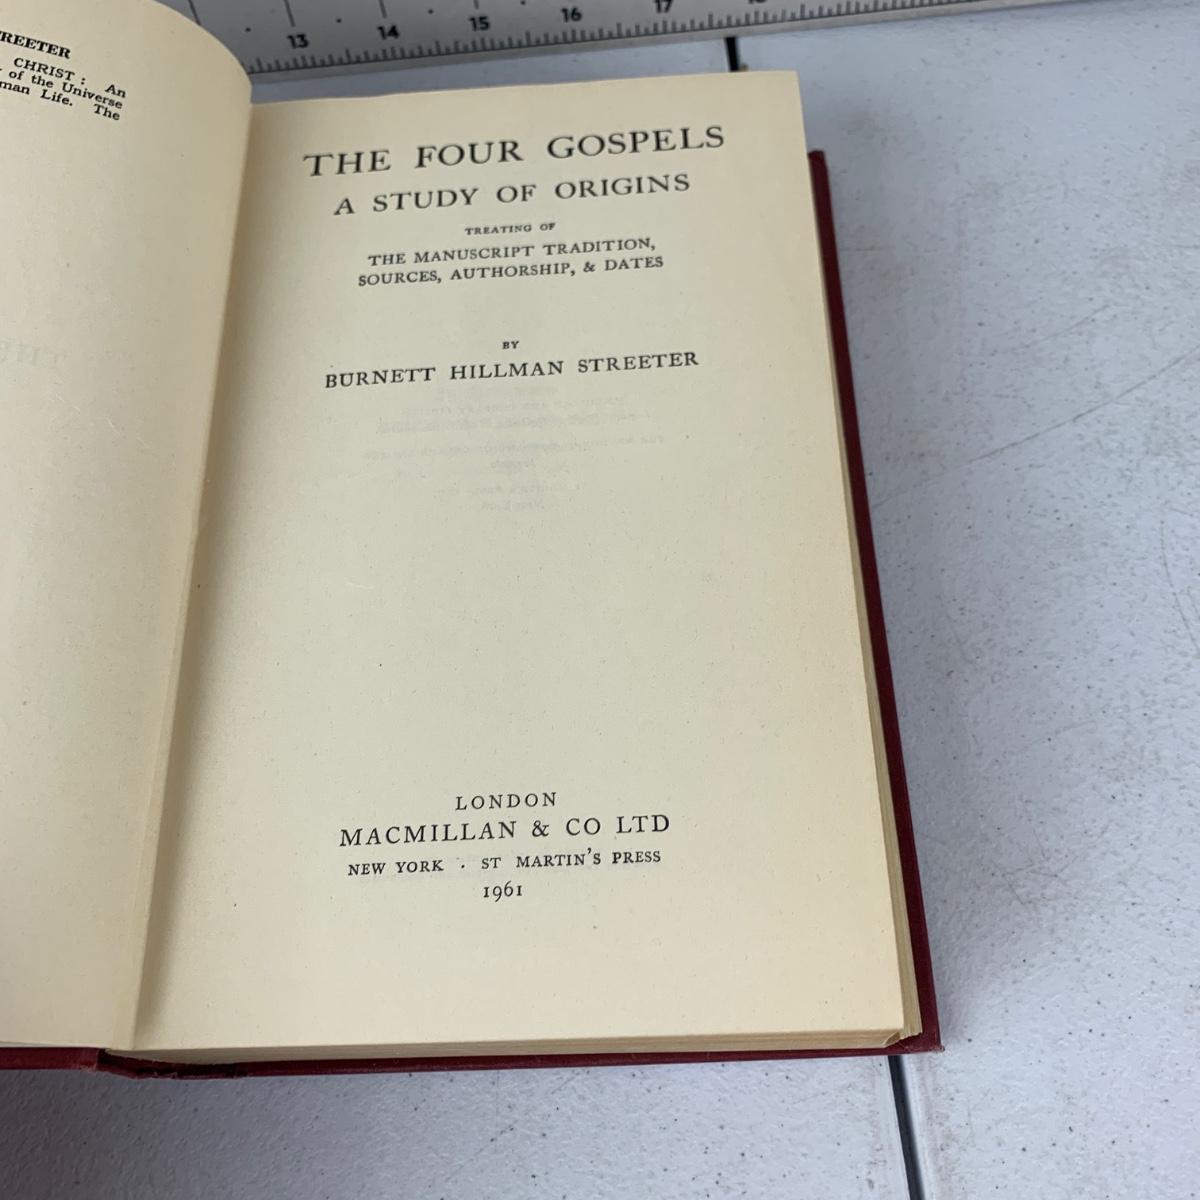 13 14 15 16 17
REETER
CHRIST : An
of the Universe
man Life. The
THE FOUR GOSPELS
A STUDY OF ORIGINS
TREATING OF
THE MANUSCRIPT TRADITION,
SOURCES, AUTHORSHIP, & DATES
BY
BURNETT HILLMAN STREETER
LONDON
MACMILLAN & CO LTD
NEW YORK · ST MARTIN'S PRESS
1961